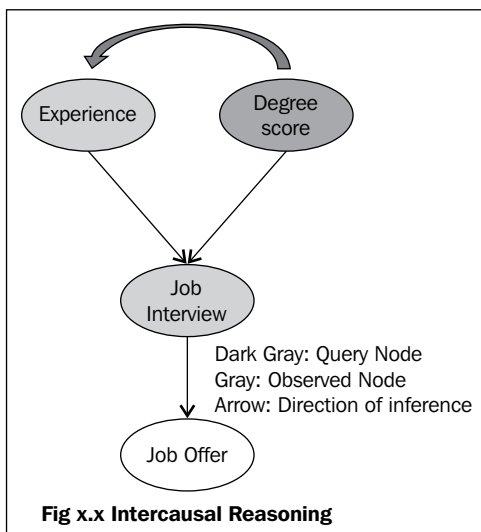 Experience
Degree
score
Job
Interview
Dark Gray: Query Node
Gray: Observed Node
Arrow: Direction of inference
Job Offer
Fig x.x Intercausal Reasoning